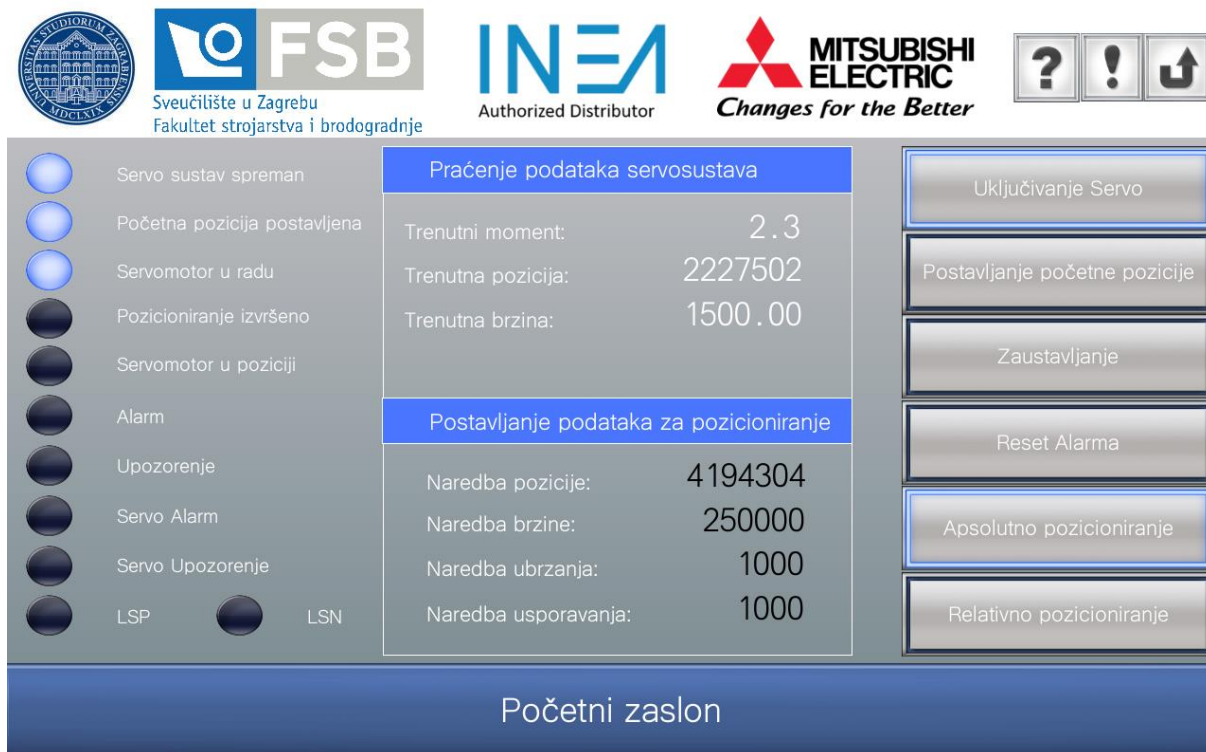 UNIVERSITAS STUDIORUM ZAGRABIENSIS MDCLXIX
FSB
Sveučilište u Zagrebu
Fakultet strojarstva i brodogradnje
INEA
Authorized Distributor
MITSUBISHI
ELECTRIC
Changes for the Better
? !
Servo sustav spreman
Početna pozicija postavljena
Servomotor u radu
Pozicioniranje izvršeno
Servomotor u poziciji
Alarm
Upozorenje
Servo Alarm
Servo Upozorenje
LSP LSN
Praćenje podataka servosustava
Trenutni moment: 2.3
Trenutna pozicija: 2227502
Trenutna brzina: 1500.00
Postavljanje podataka za pozicioniranje
Naredba pozicije: 4194304
Naredba brzine: 250000
Naredba ubrzanja: 1000
Naredba usporavanja: 1000
Uključivanje Servo
Postavljanje početne pozicije
Zaustavljanje
Reset Alarma
Apsolutno pozicioniranje
Relativno pozicioniranje
Početni zaslon